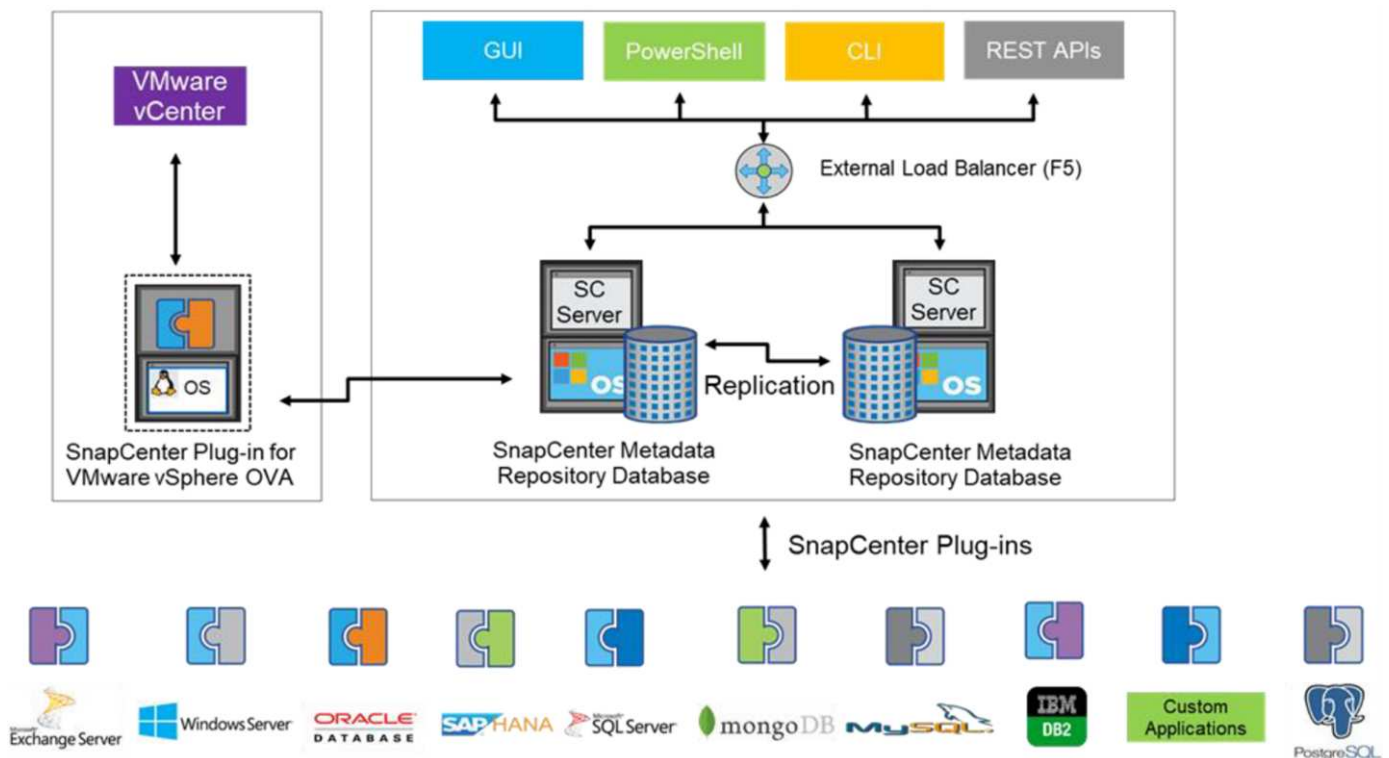 VMware
vCenter
GUI
PowerShell
CLI
REST APIs
External Load Balancer (F5)
SC
Server
SC
Server
OS
OS
OS
Replication
SnapCenter Plug-in for
VMware vSphere OVA
SnapCenter Metadata
Repository Database
SnapCenter Metadata
Repository Database
SnapCenter Plug-ins
Microsoft
Exchange Server
Windows Server
ORACLE
DATABASE
SAP HANA
Microsoft
SQL Server
mongoDB
MySQL
IBM
DB2
Custom
Applications
PostgreSQL